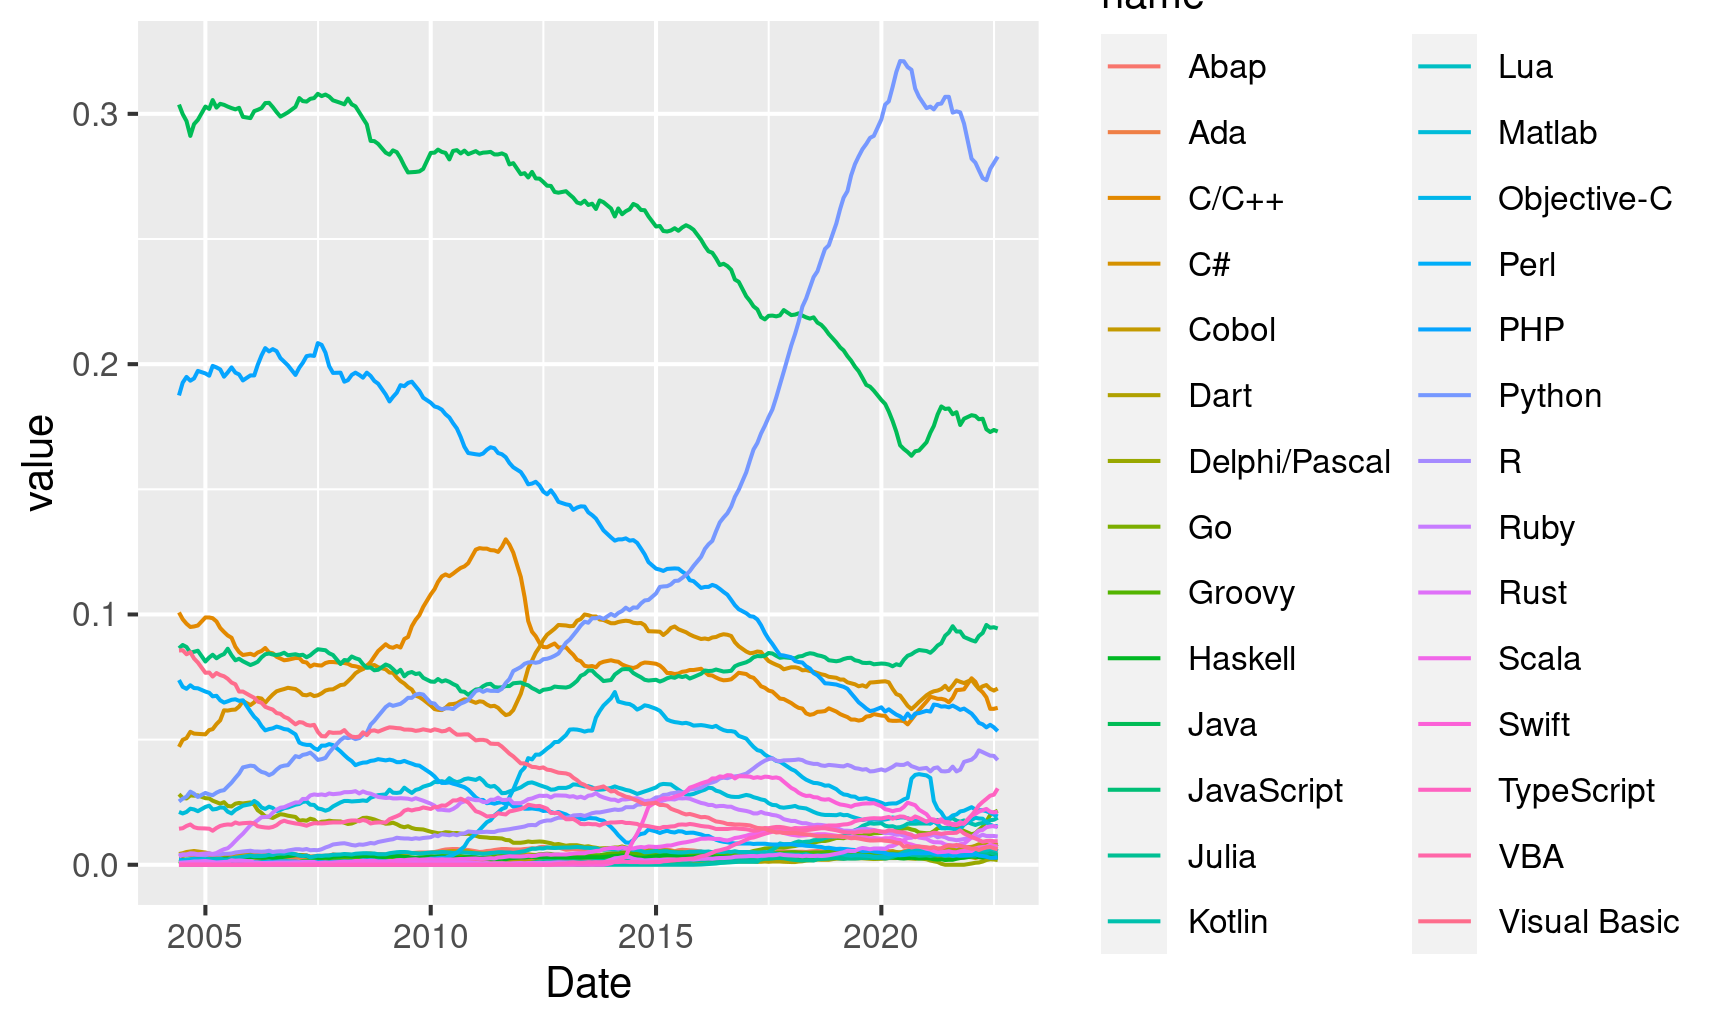 name
0.3
0.2
0.1
0.0
value
2005 2010 2015 2020
Date
Abap
Ada
C/C++
C#
Cobol
Dart
Delphi/Pascal
Go
Groovy
Haskell
Java
JavaScript
Julia
Kotlin
Lua
Matlab
Objective-C
Perl
PHP
Python
R
Ruby
Rust
Scala
Swift
TypeScript
VBA
Visual Basic